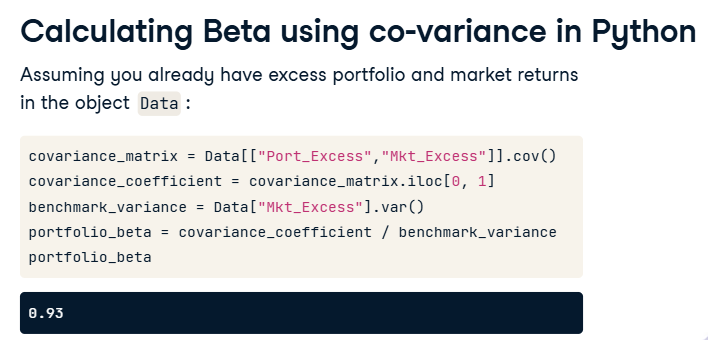 Calculating Beta using co-variance in Python
Assuming you already have excess portfolio and market returns
in the object Data :
covariance_matrix = Data[["Port_Excess","Mkt_Excess"]].cov()
covariance_coefficient = covariance_matrix.iloc[0, 1]
benchmark_variance = Data["Mkt_Excess"].var()
portfolio_beta = covariance_coefficient / benchmark_variance
portfolio_beta
0.93